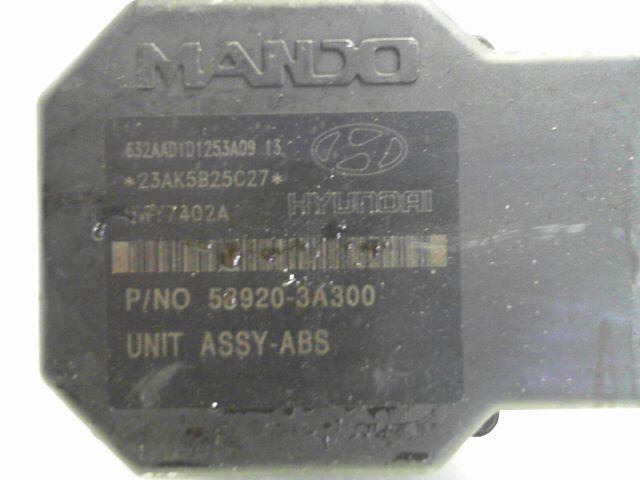 MANDO
632AAD1D1253A09 13
*23AK5B25C27*
HYUNDAI
P/NO 58920-3A300
UNIT ASSY-ABS